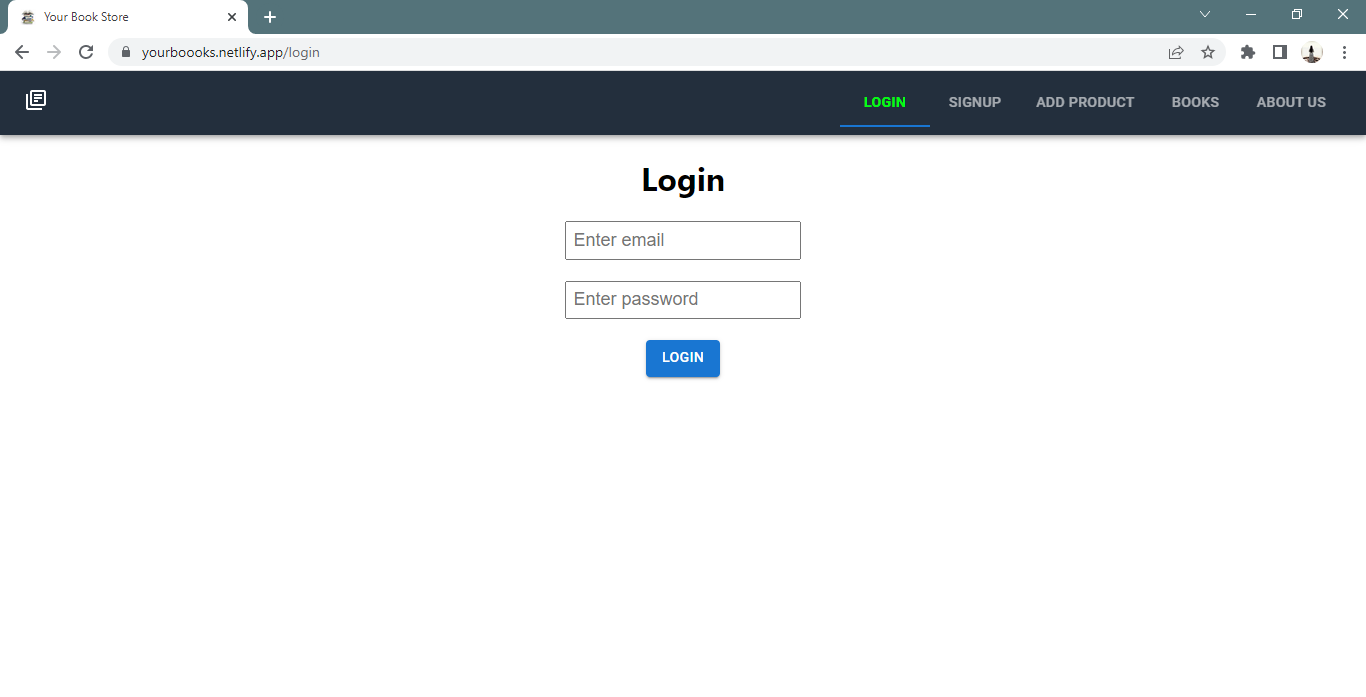 Your Book Store
yourboooks.netlify.app/login
LOGIN SIGNUP ADD PRODUCT BOOKS ABOUT US
Login
Enter email
Enter password
LOGIN